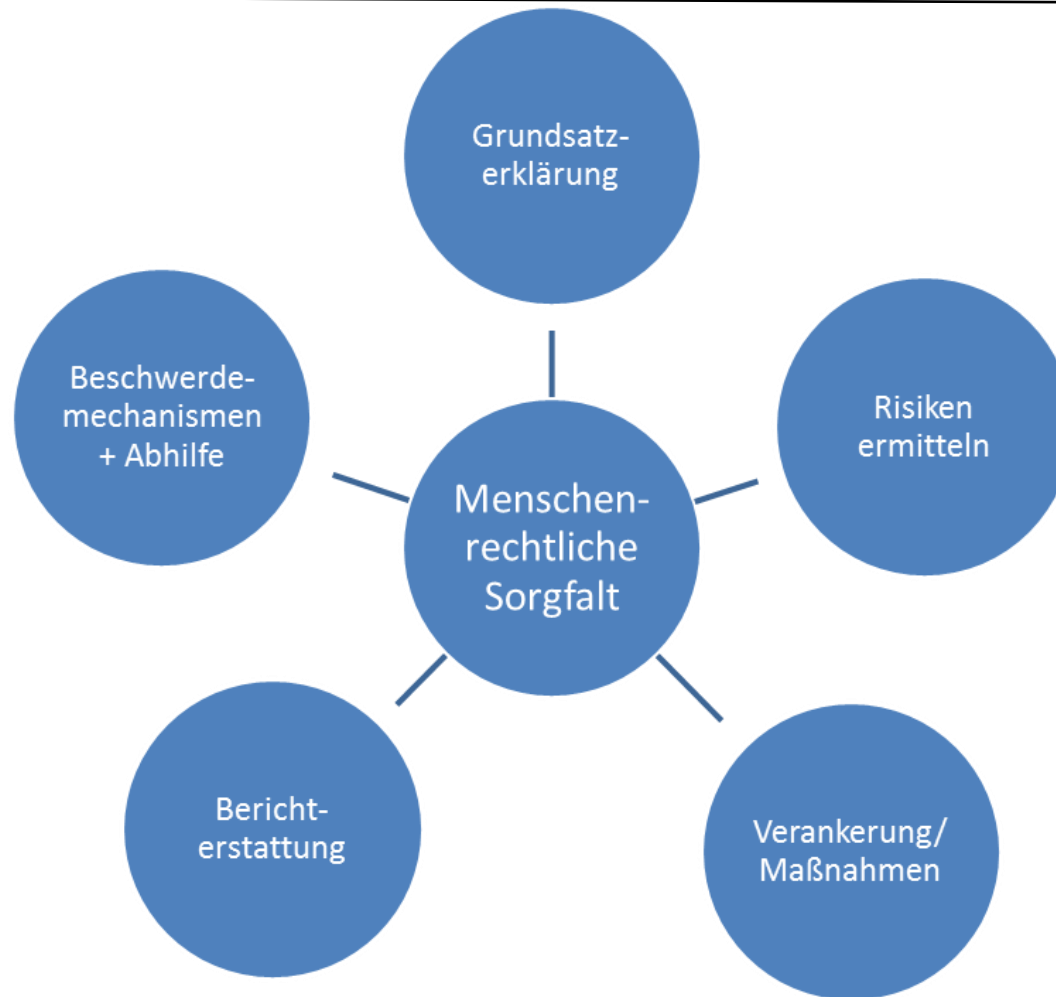 Grundsatz-
erklärung
Risiken
ermitteln
Verankerung/
Maßnahmen
Bericht-
erstattung
Beschwerde-
mechanismen
+ Abhilfe
Menschen-
rechtliche
Sorgfalt